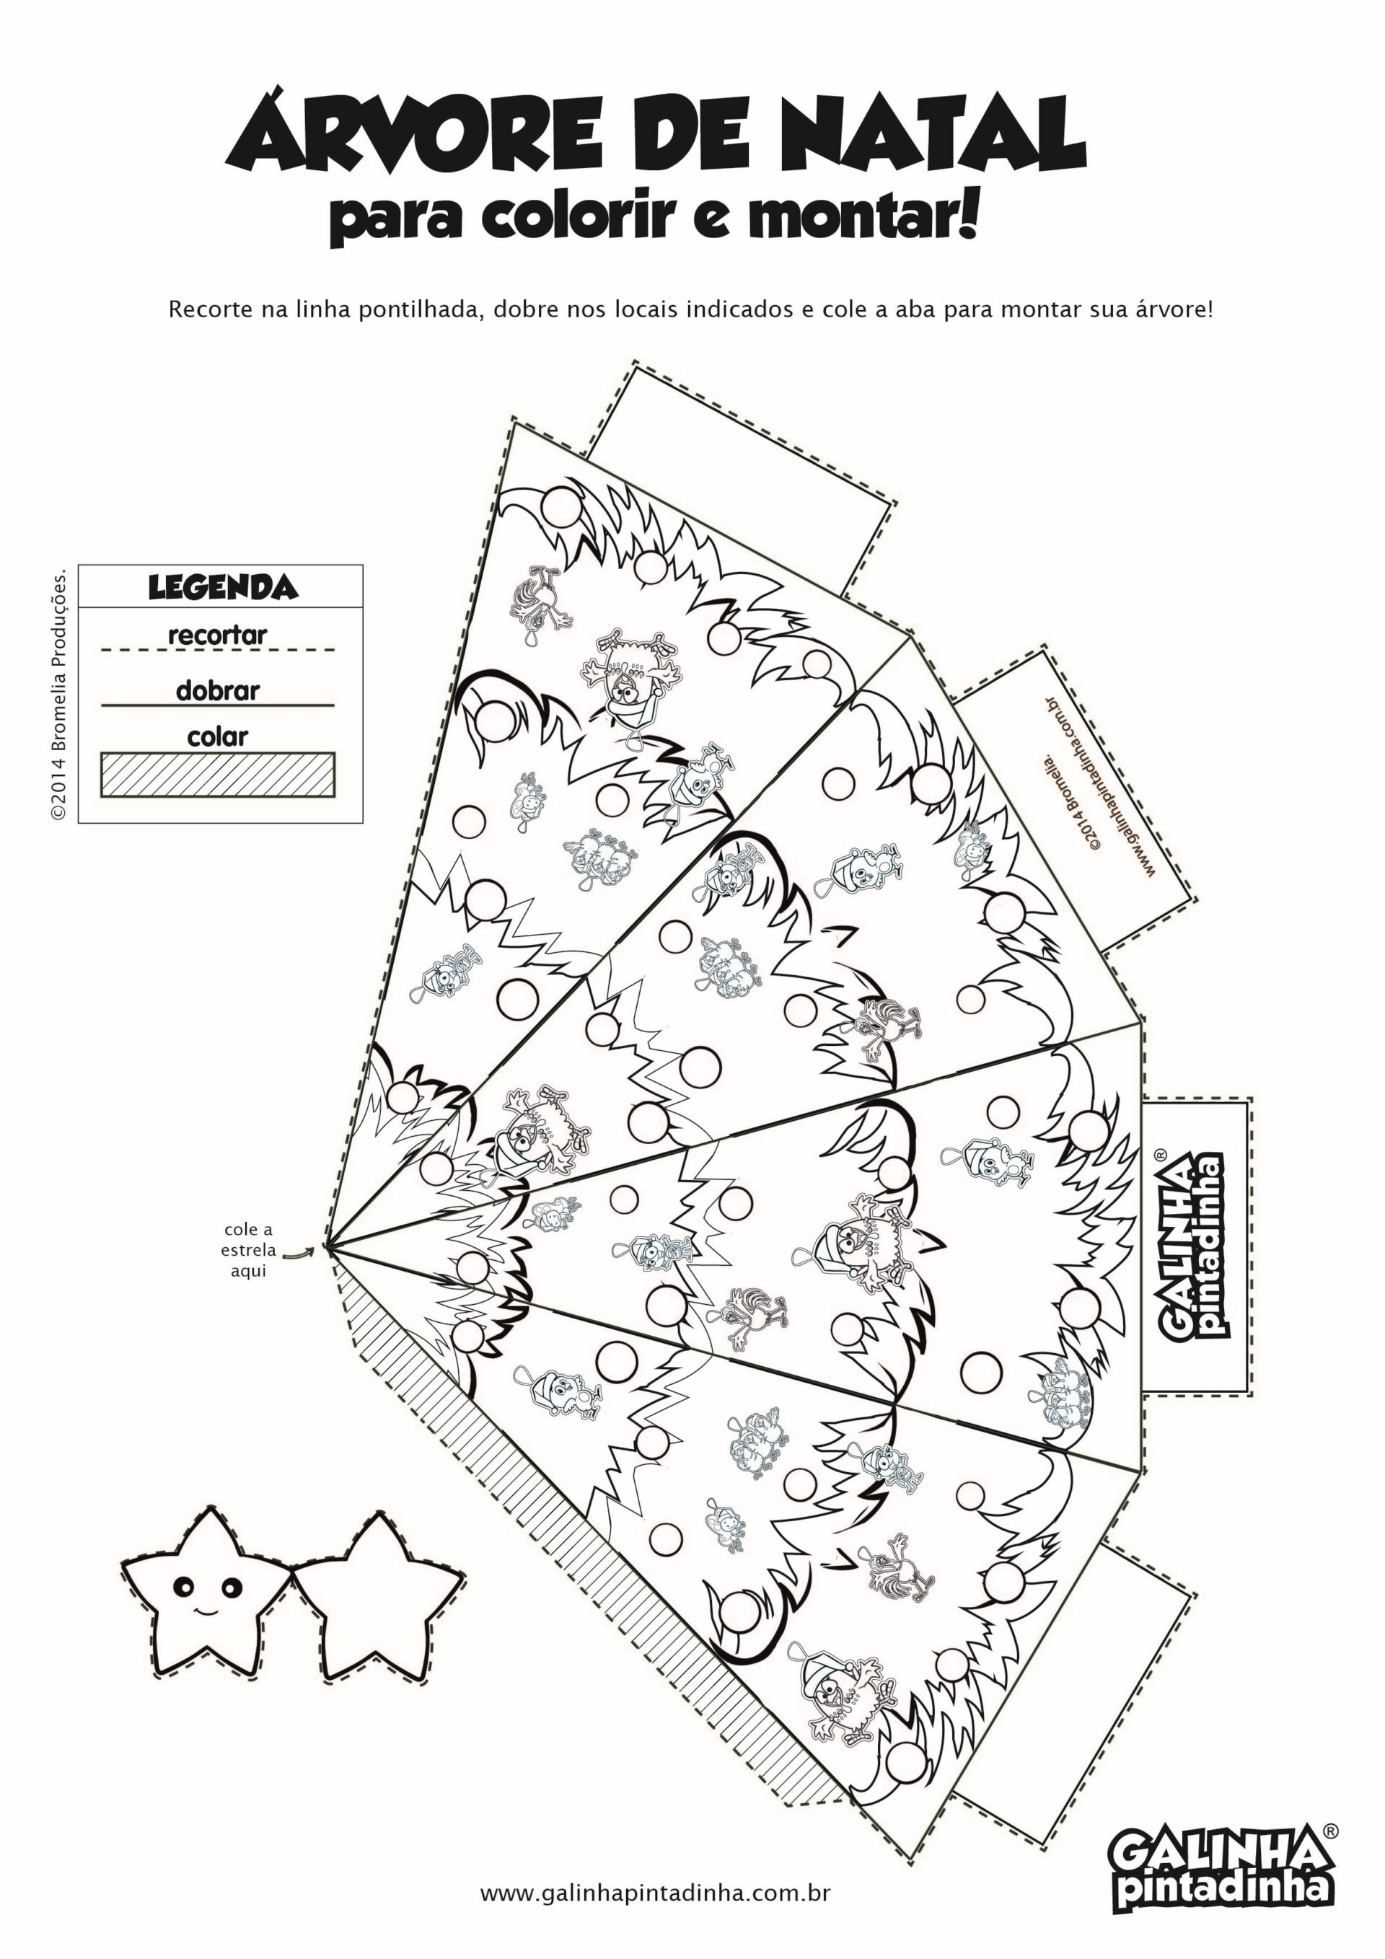 ÁRVORE DE NATAL
para colorir e montar!
Recorte na linha pontilhada, dobre nos locais indicados e cole a aba para montar sua árvore!
©2014 Bromelia Produções.
LEGENDA
recortar
dobrar
colar
©2014 Bromelia.
www.galinhapintadinha.com.br
GALINHA®
pintadinha
cole a
estrela
aqui
www.galinhapintadinha.com.br
GALINHA®
pintadinha